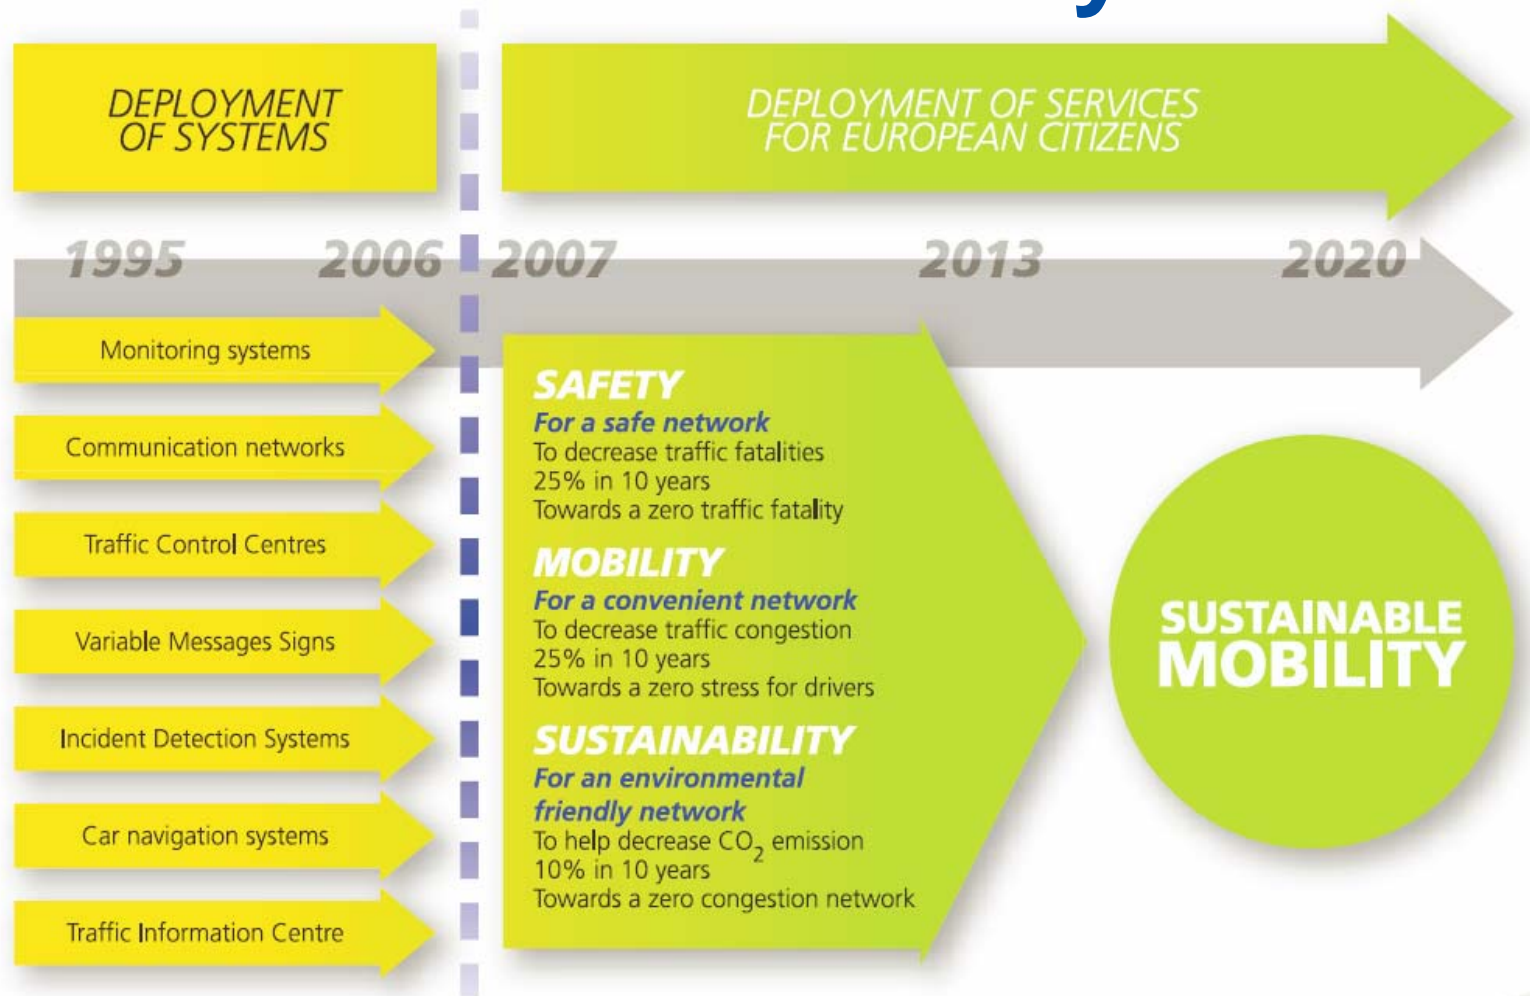 DEPLOYMENT
OF SYSTEMS
DEPLOYMENT OF SERVICES
FOR EUROPEAN CITIZENS
1995
2006
2007
2013
2020
Monitoring systems
Communication networks
Traffic Control Centres
Variable Messages Signs
Incident Detection Systems
Car navigation systems
Traffic Information Centre
SAFETY
For a safe network
To decrease traffic fatalities
25% in 10 years
Towards a zero traffic fatality
MOBILITY
For a convenient network
To decrease traffic congestion
25% in 10 years
Towards a zero stress for drivers
SUSTAINABILITY
For an environmental
friendly network
To help decrease CO₂ emission
10% in 10 years
Towards a zero congestion network
SUSTAINABLE
MOBILITY